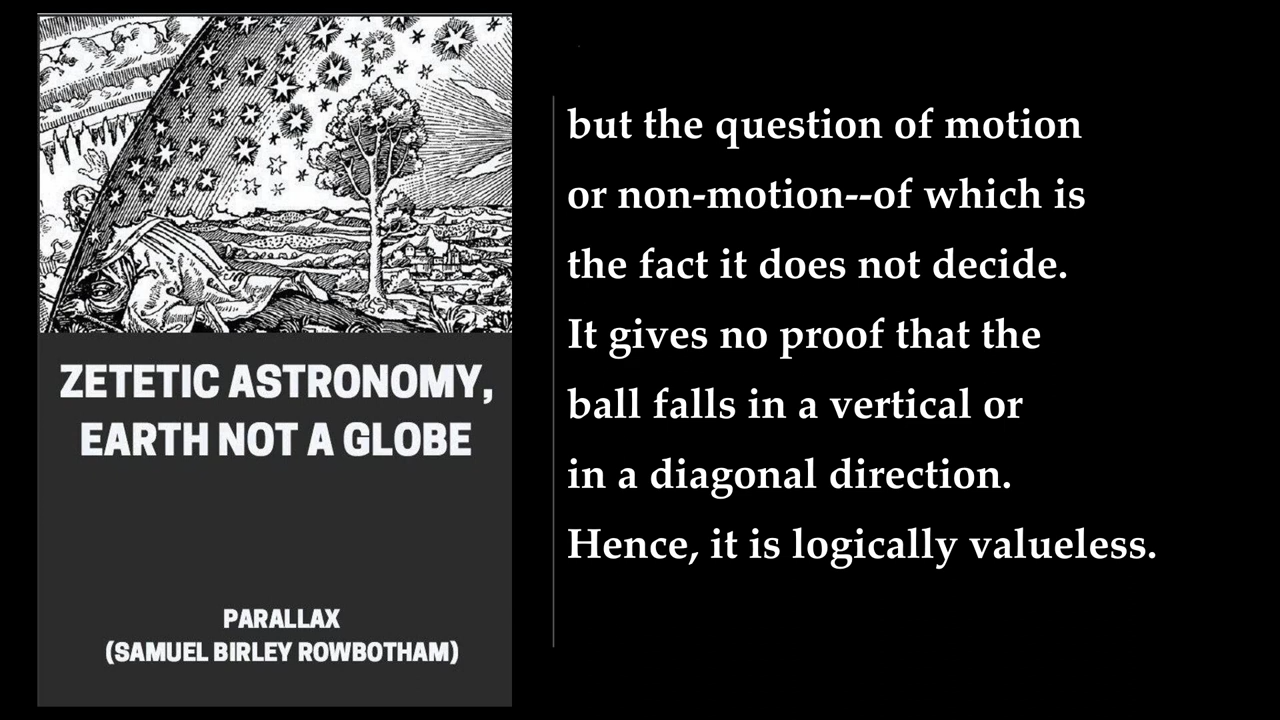 ZETETIC ASTRONOMY,
EARTH NOT A GLOBE
PARALLAX
(SAMUEL BIRLEY ROWBOTHAM)
but the question of motion
or non-motion--of which is
the fact it does not decide.
It gives no proof that the
ball falls in a vertical or
in a diagonal direction.
Hence, it is logically valueless.